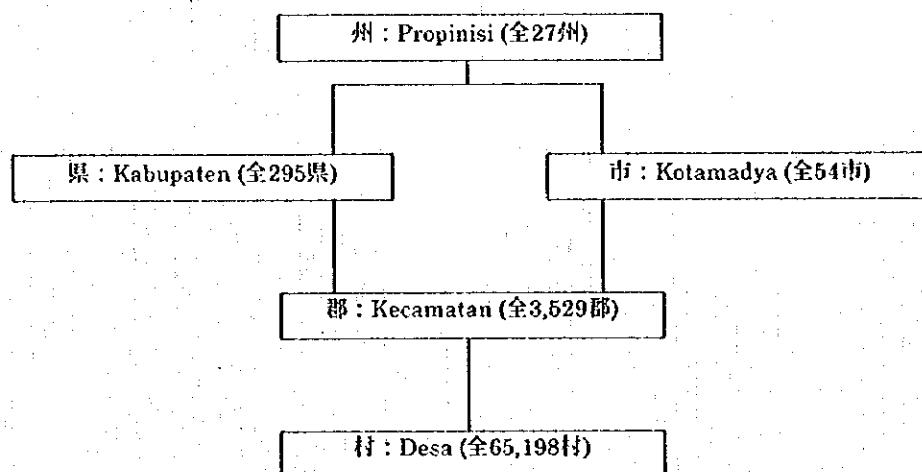 州：Propinisi (全27州)
県：Kabupaten (全295県)
市：Kotamadya (全54市)
郡：Kecamatan (全3,529郡)
村：Desa (全65,198村)